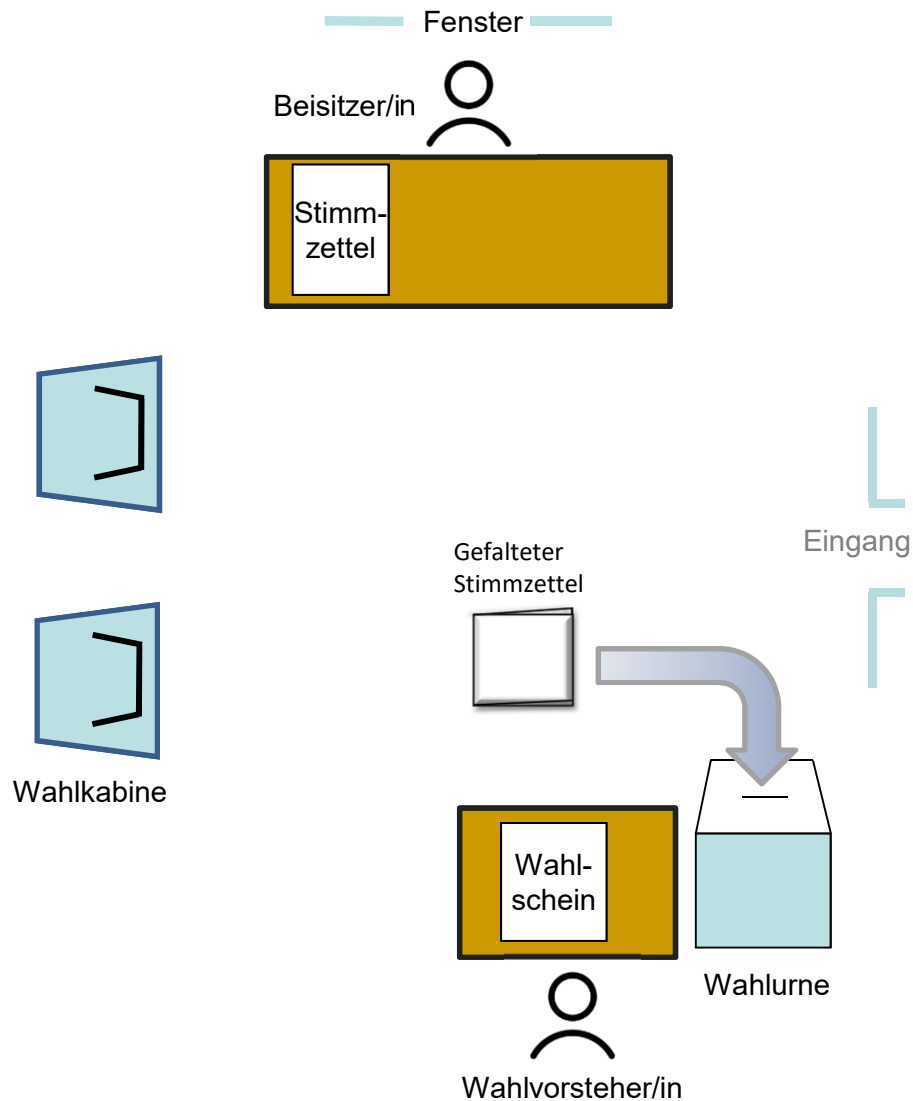 Fenster
Beisitzer/in
Stimm-
zettel
Eingang
Gefalteter
Stimmzettel
Wahlkabine
Wahl-
schein
Wahlurne
Wahlvorsteher/in